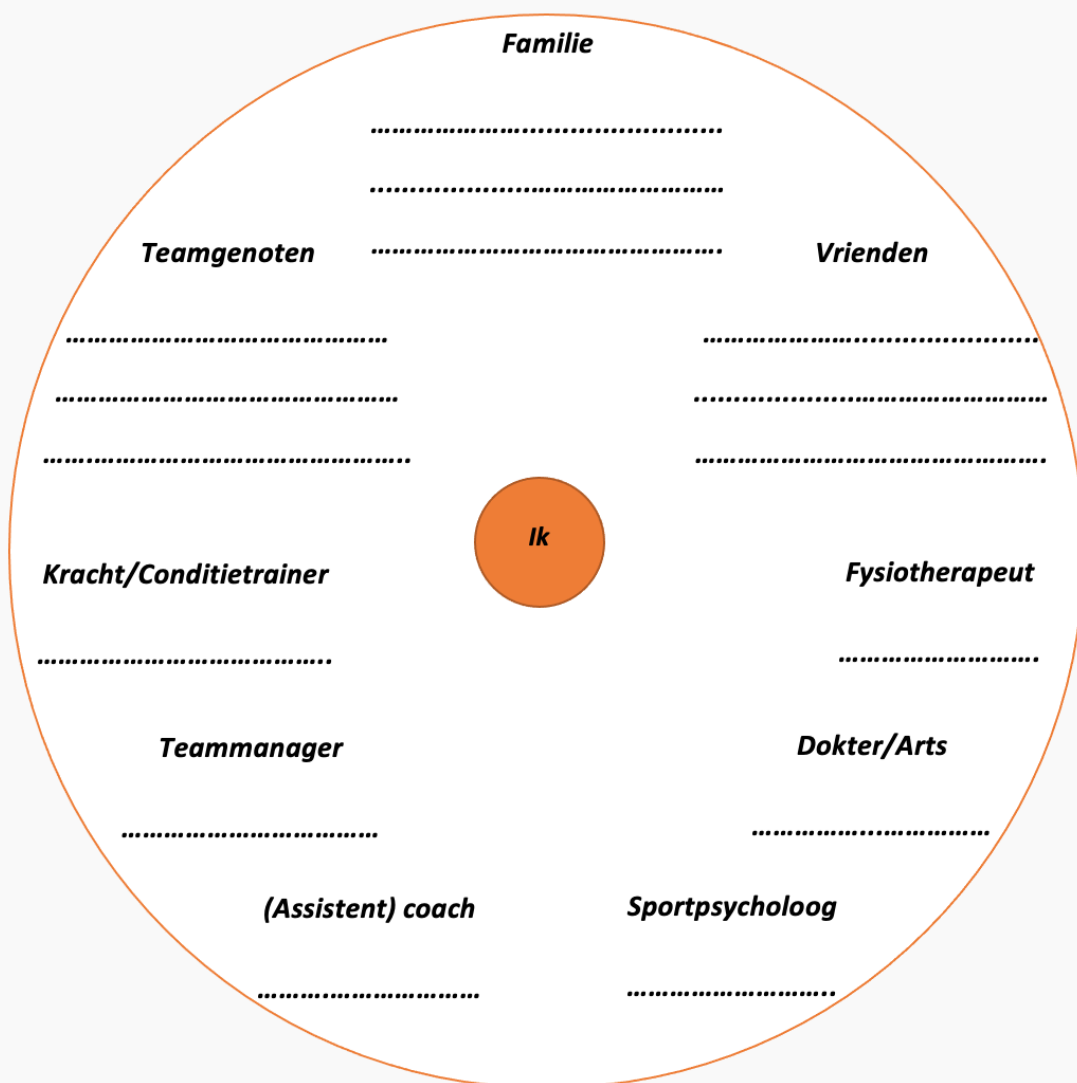 Familie
………………………………………….
………………………………………….
Teamgenoten
………………………………………….
Vrienden
………………………………………
………………………………………..
…………………………………………
………………………………………….
…….……………………………………..
………………………………………….
Ik
Kracht/Conditietrainer
Fysiotherapeut
…………………………………..
……………………….
Teammanager
Dokter/Arts
………………………………
……………………………
(Assistent) coach
Sportpsycholoog
………………………….
………………………..